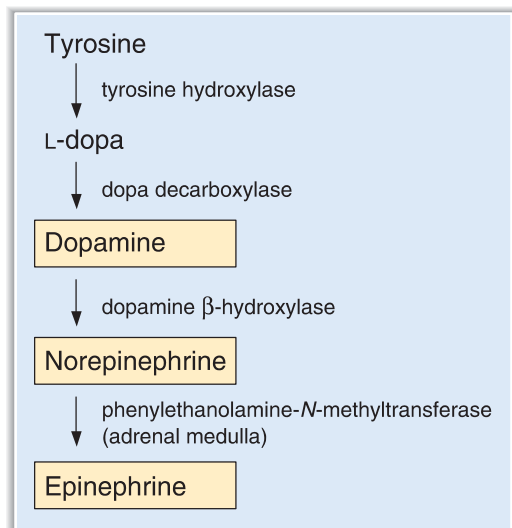 Tyrosine
tyrosine hydroxylase
L-dopa
dopa decarboxylase
Dopamine
dopamine β-hydroxylase
Norepinephrine
phenylethanolamine-N-methyltransferase
(adrenal medulla)
Epinephrine